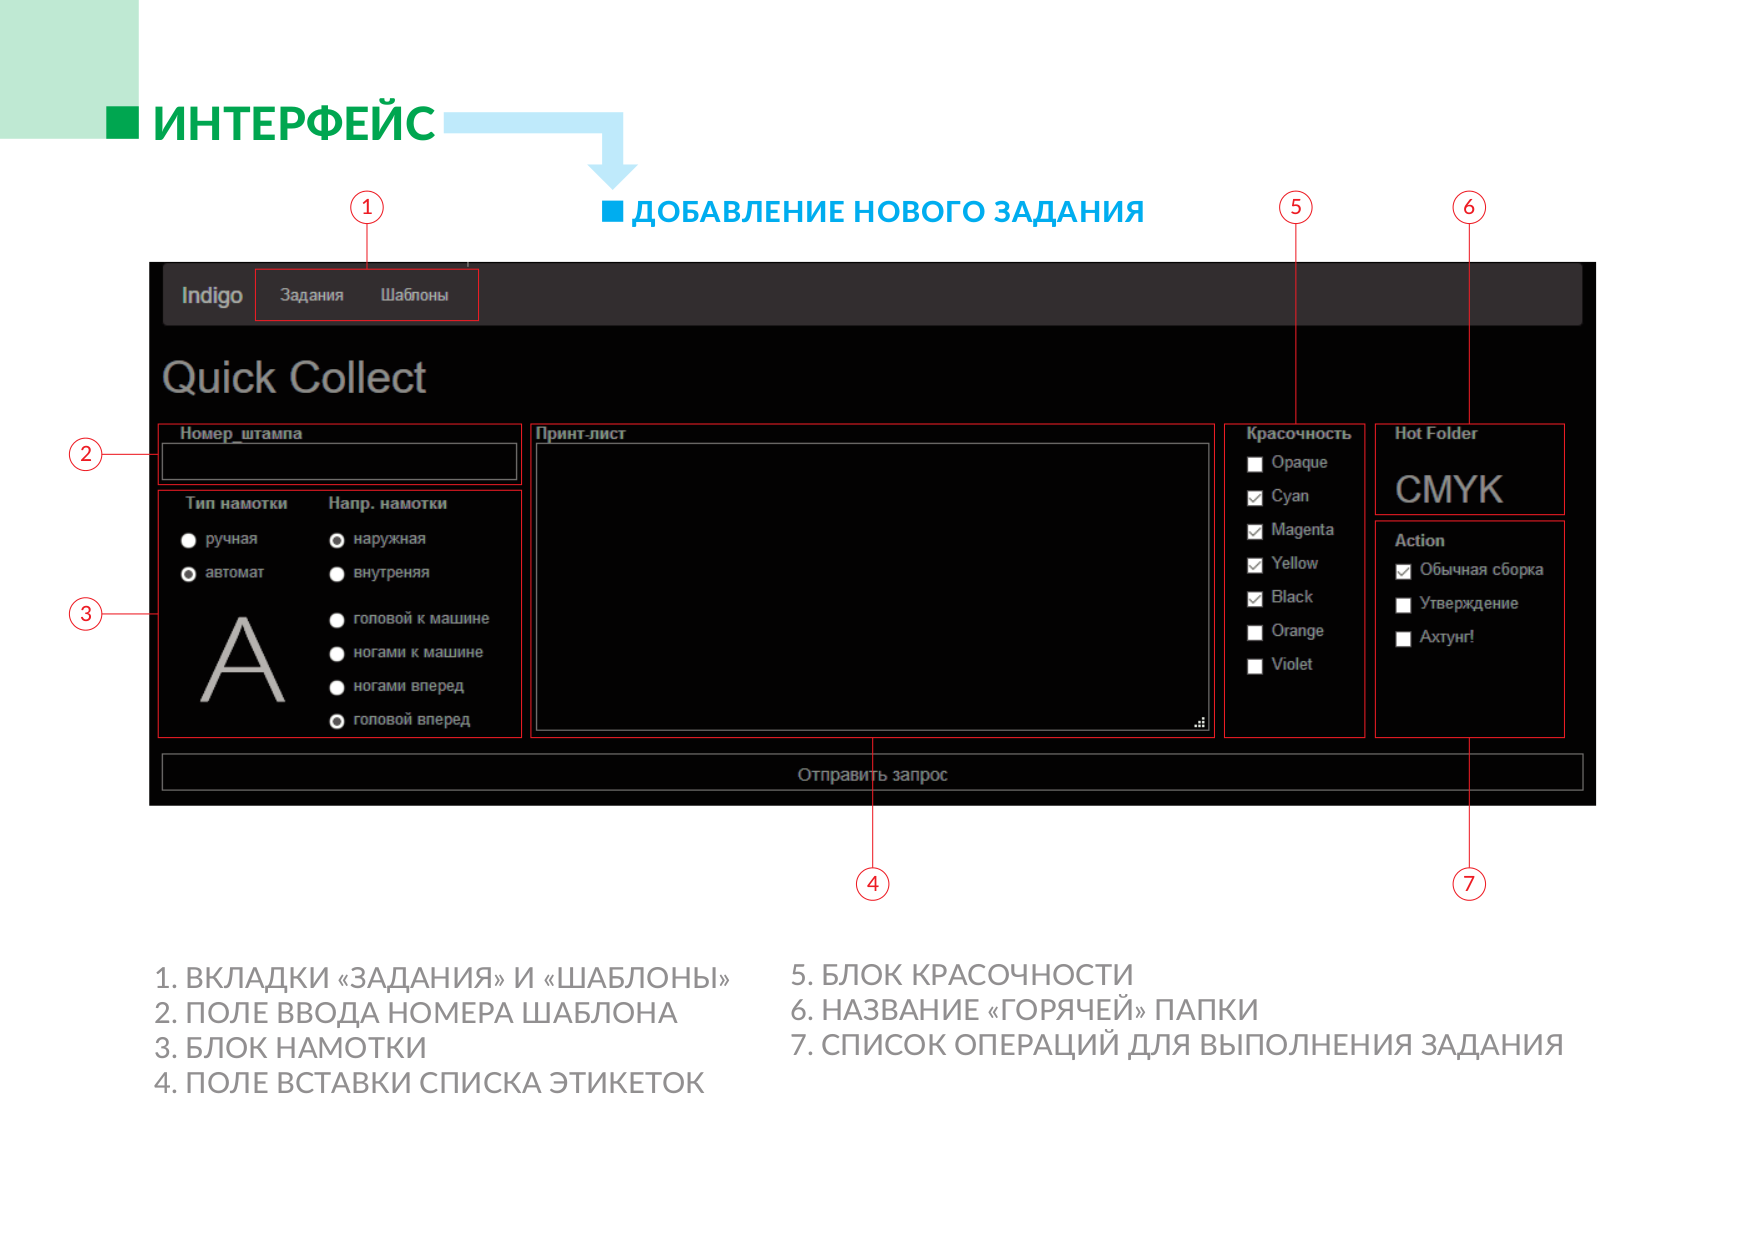 ИНТЕРФЕЙС
ДОБАВЛЕНИЕ НОВОГО ЗАДАНИЯ
1
5
6
Indigo Задания Шаблоны
Quick Collect
2
Номер_штампа
3
Тип намотки
ручная
автомат
A
Напр. намотки
наружная
внутреняя
головой к машине
ногами к машине
ногами вперед
головой вперед
Принт-лист
Красочность
Opaque
Cyan
Magenta
Yellow
Black
Orange
Violet
Hot Folder
CMYK
Action
Обычная сборка
Утверждение
Ахтунг!
Отправить запрос
4
7
1. ВКЛАДКИ «ЗАДАНИЯ» И «ШАБЛОНЫ»
2. ПОЛЕ ВВОДА НОМЕРА ШАБЛОНА
3. БЛОК НАМОТКИ
4. ПОЛЕ ВСТАВКИ СПИСКА ЭТИКЕТОК
5. БЛОК КРАСОЧНОСТИ
6. НАЗВАНИЕ «ГОРЯЧЕЙ» ПАПКИ
7. СПИСОК ОПЕРАЦИЙ ДЛЯ ВЫПОЛНЕНИЯ ЗАДАНИЯ